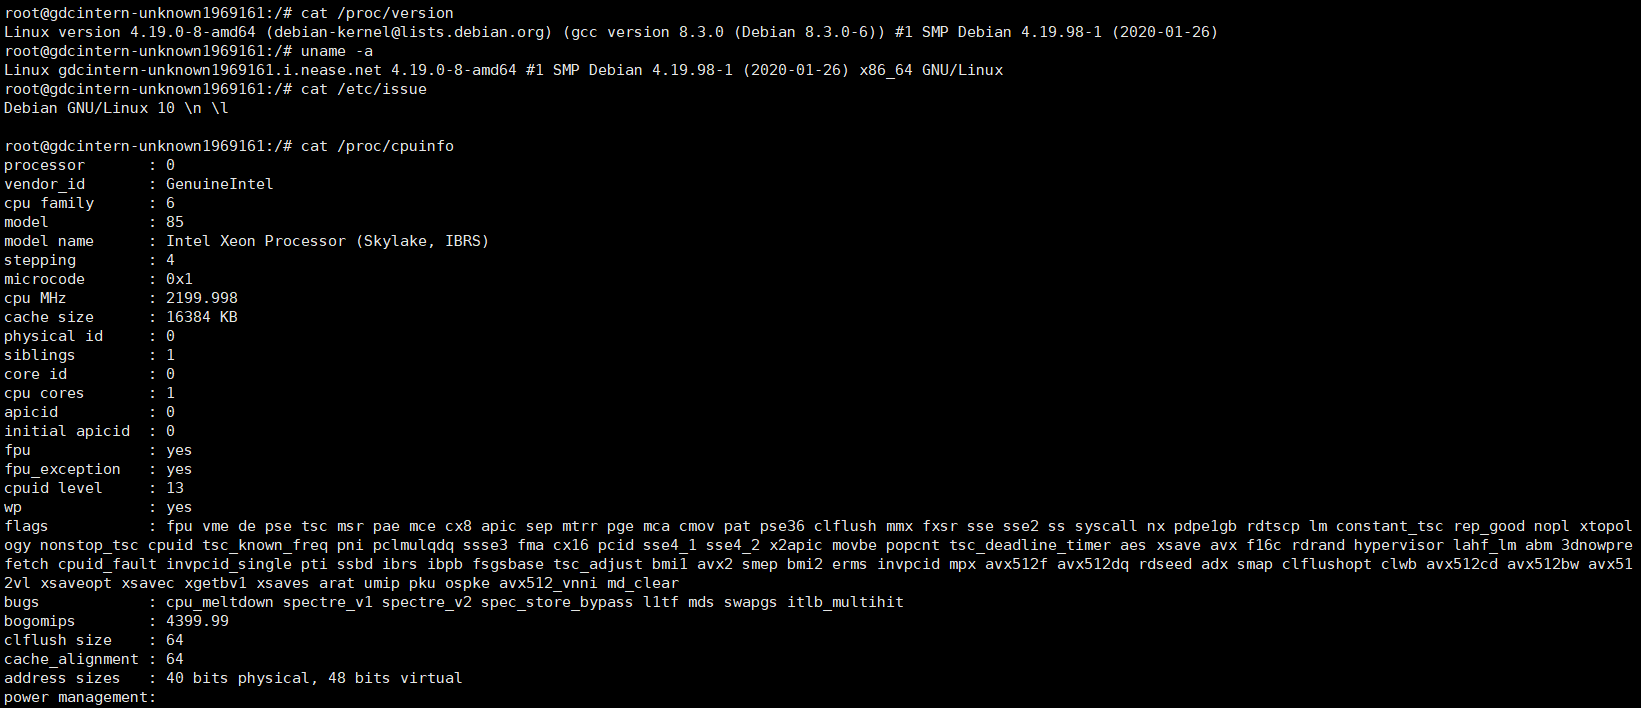 root@gdcintern-unknown1969161:/# cat /proc/version
Linux version 4.19.0-8-amd64 (debian-kernel@lists.debian.org) (gcc version 8.3.0 (Debian 8.3.0-6)) #1 SMP Debian 4.19.98-1 (2020-01-26)
root@gdcintern-unknown1969161:/# uname -a
Linux gdcintern-unknown1969161.i.nease.net 4.19.0-8-amd64 #1 SMP Debian 4.19.98-1 (2020-01-26) x86_64 GNU/Linux
root@gdcintern-unknown1969161:/# cat /etc/issue
Debian GNU/Linux 10 \n \l

root@gdcintern-unknown1969161:/# cat /proc/cpuinfo
processor       : 0
vendor_id       : GenuineIntel
cpu family      : 6
model           : 85
model name      : Intel Xeon Processor (Skylake, IBRS)
stepping        : 4
microcode       : 0x1
cpu MHz         : 2199.998
cache size      : 16384 KB
physical id     : 0
siblings        : 1
core id         : 0
cpu cores       : 1
apicid          : 0
initial apicid  : 0
fpu             : yes
fpu_exception   : yes
cpuid level     : 13
wp              : yes
flags           : fpu vme de pse tsc msr pae mce cx8 apic sep mtrr pge mca cmov pat pse36 clflush mmx fxsr sse sse2 ss syscall nx pdpe1gb rdtscp lm constant_tsc rep_good nopl xtopol
ogy nonstop_tsc cpuid tsc_known_freq pni pclmulqdq ssse3 fma cx16 pcid sse4_1 sse4_2 x2apic movbe popcnt tsc_deadline_timer aes xsave avx f16c rdrand hypervisor lahf_lm abm 3dnowpre
fetch cpuid_fault invpcid_single pti ssbd ibrs ibpb fsgsbase tsc_adjust bmi1 avx2 smep bmi2 erms invpcid mpx avx512f avx512dq rdseed adx smap clflushopt clwb avx512cd avx512bw avx51
2vl xsaveopt xsavec xgetbv1 xsaves arat umip pku ospke avx512_vnni md_clear
bugs            : cpu_meltdown spectre_v1 spectre_v2 spec_store_bypass l1tf mds swapgs itlb_multihit
bogomips        : 4399.99
clflush size    : 64
cache_alignment : 64
address sizes   : 40 bits physical, 48 bits virtual
power management: